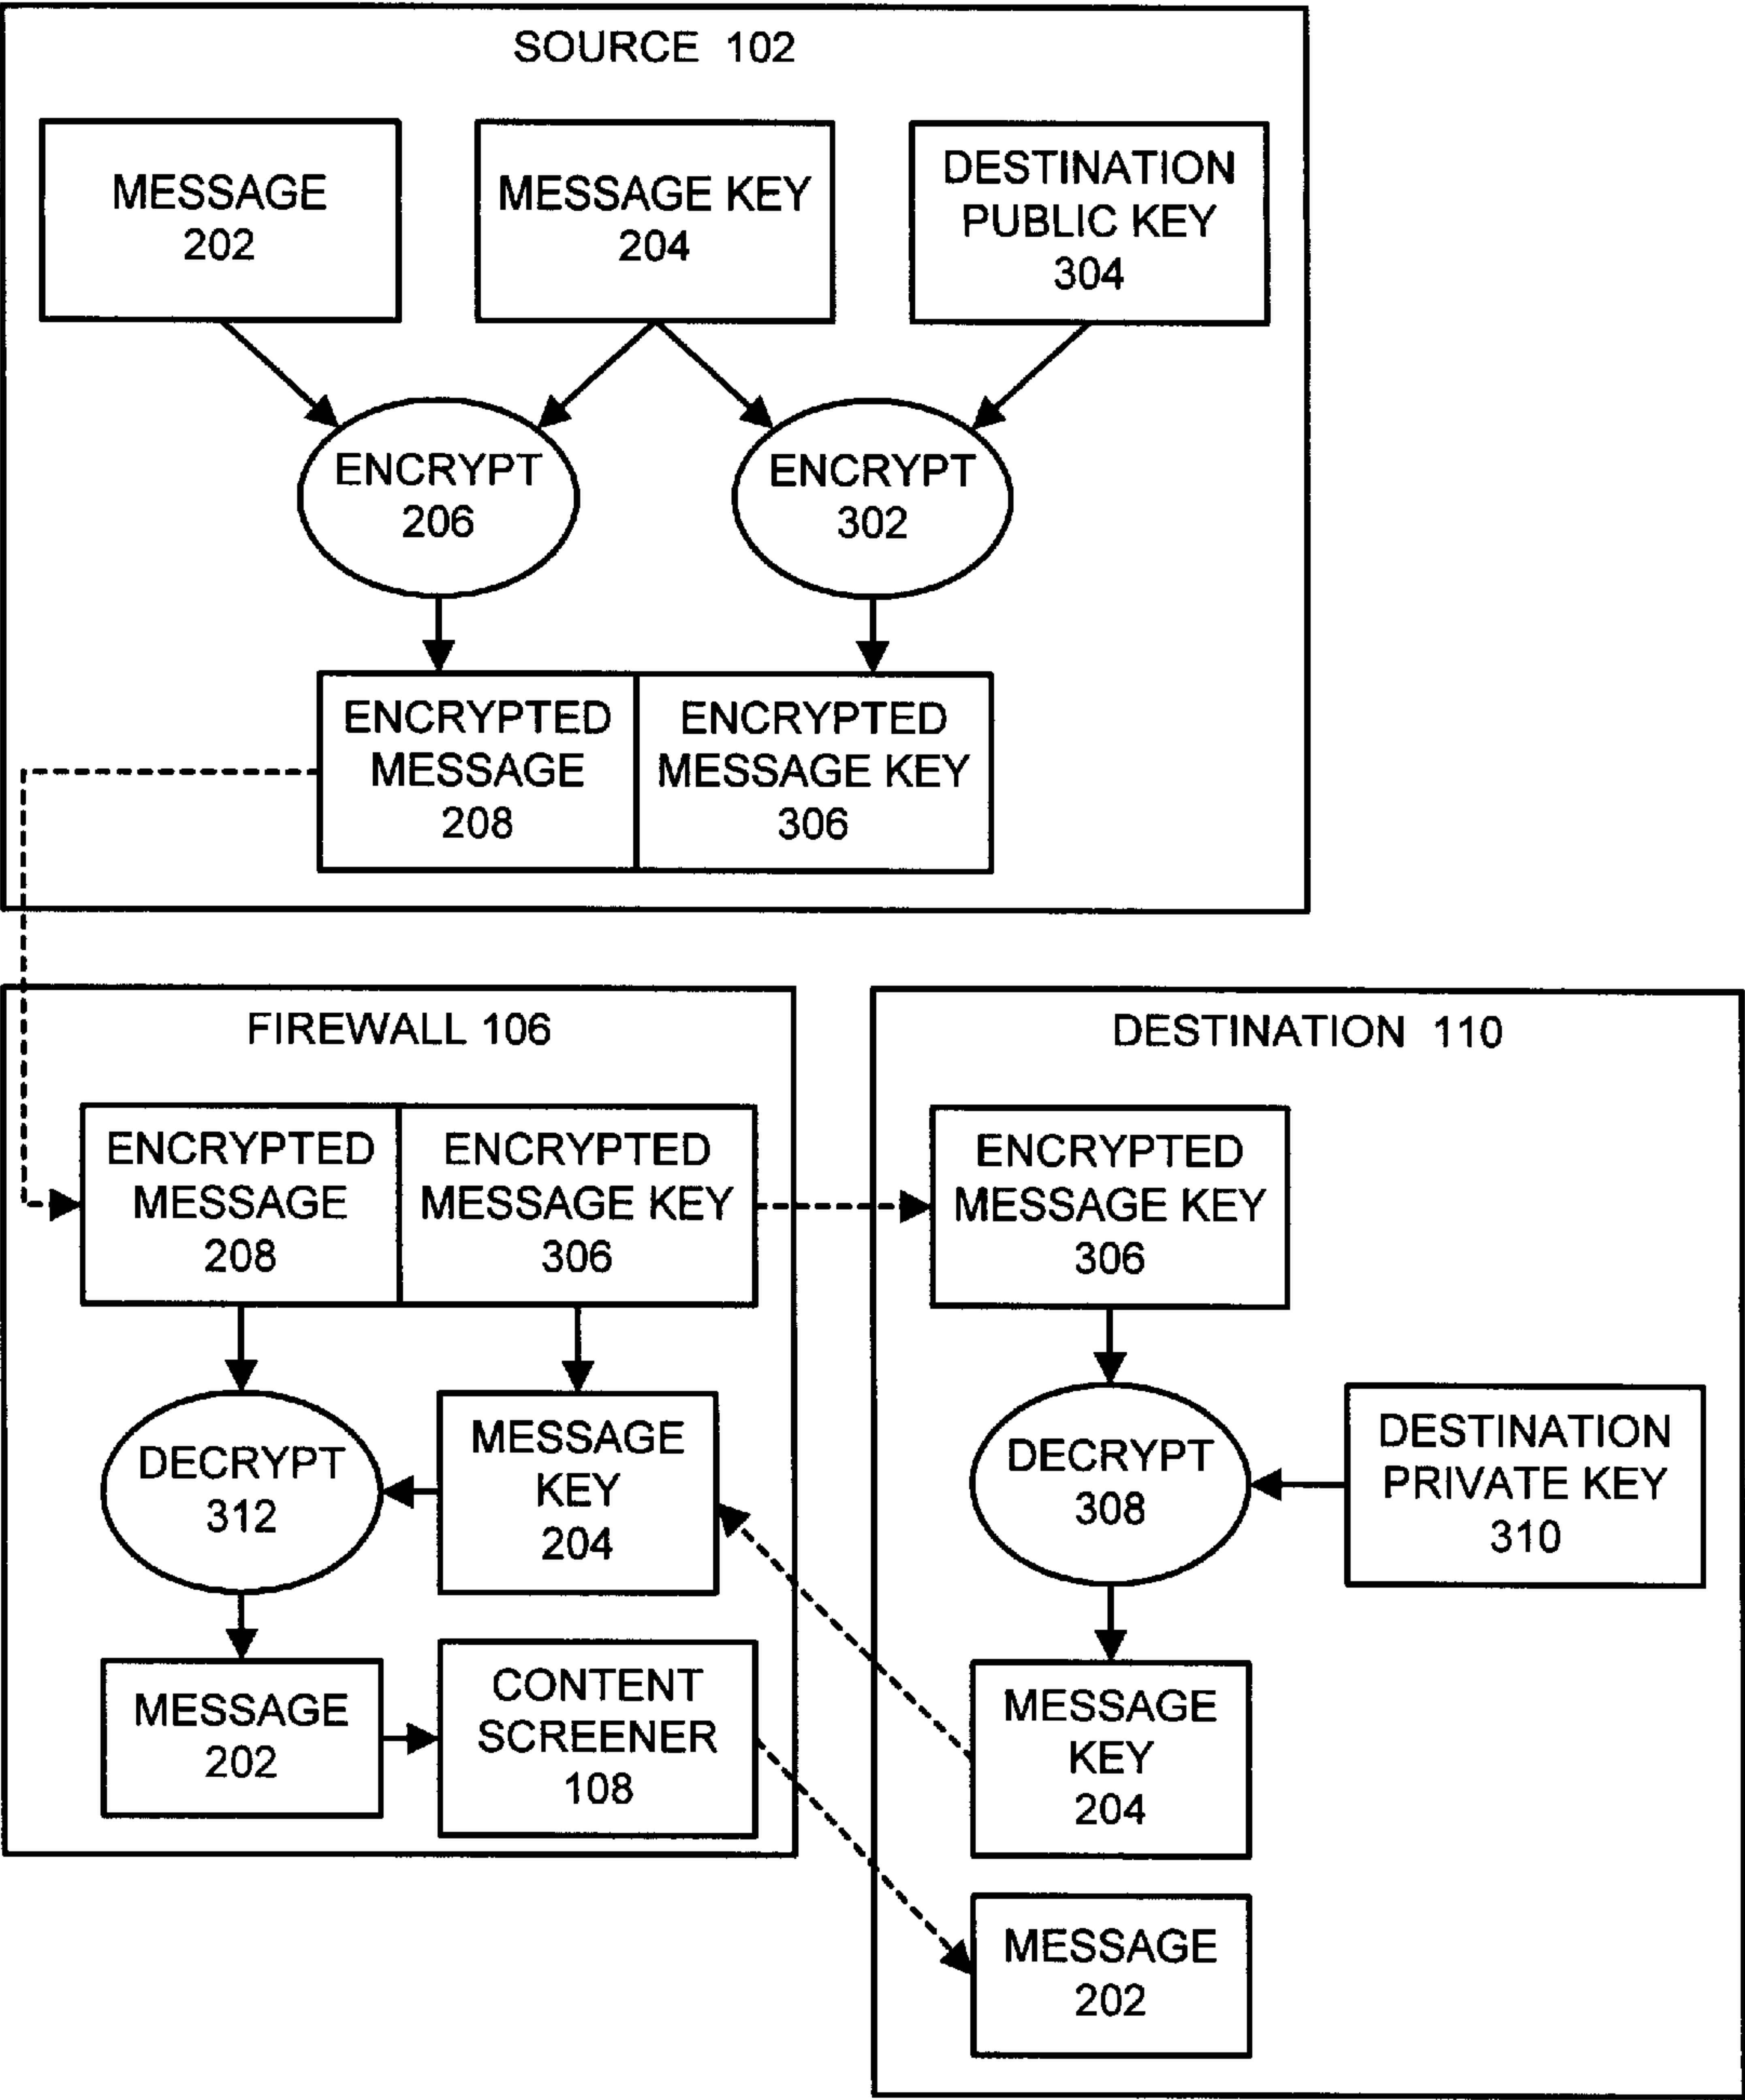 SOURCE 102
MESSAGE
202
MESSAGE KEY
204
DESTINATION
PUBLIC KEY
304
ENCRYPT
206
ENCRYPT
302
ENCRYPTED
MESSAGE
208
ENCRYPTED
MESSAGE KEY
306
FIREWALL 106
ENCRYPTED
MESSAGE
208
ENCRYPTED
MESSAGE KEY
306
DECRYPT
312
MESSAGE
KEY
204
MESSAGE
202
CONTENT
SCREENER
108
DESTINATION 110
ENCRYPTED
MESSAGE KEY
306
DECRYPT
308
DESTINATION
PRIVATE KEY
310
MESSAGE
KEY
204
MESSAGE
202